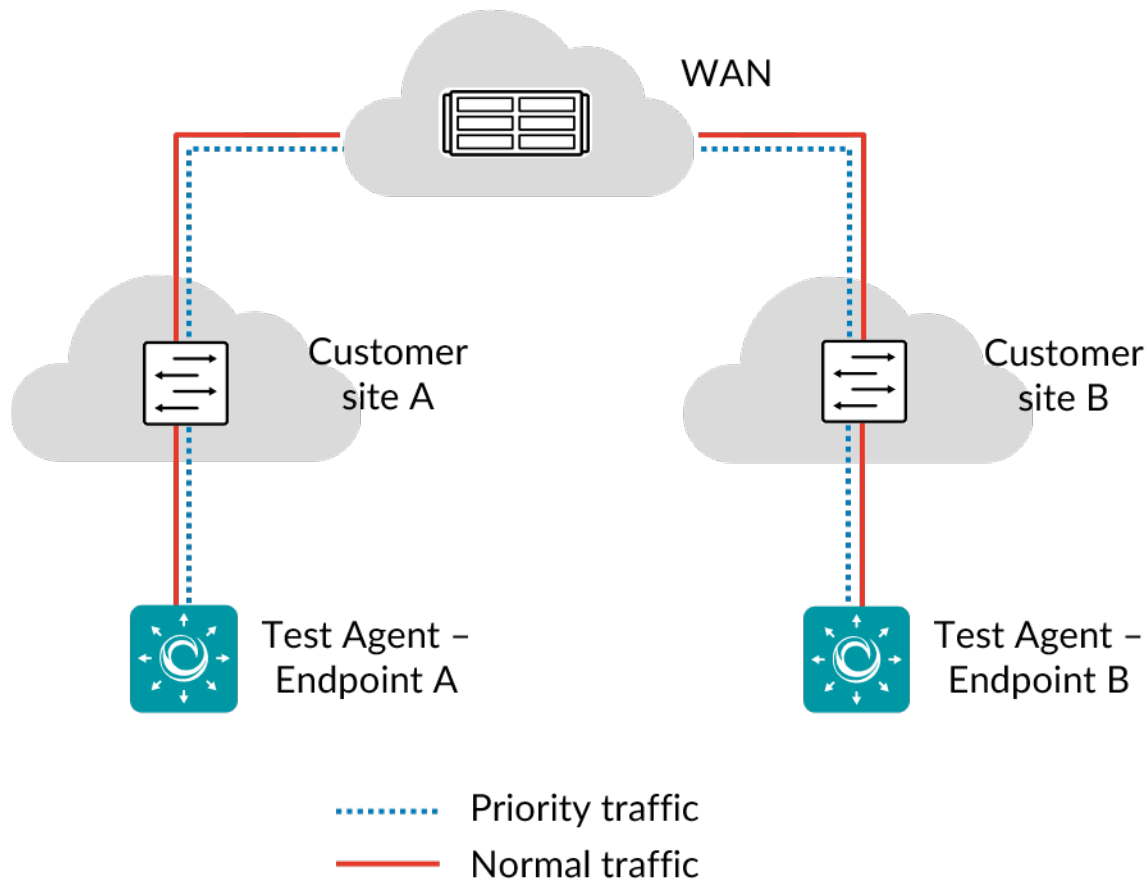 WAN
Customer
site A
Customer
site B
Test Agent –
Endpoint A
Test Agent –
Endpoint B
Priority traffic
Normal traffic